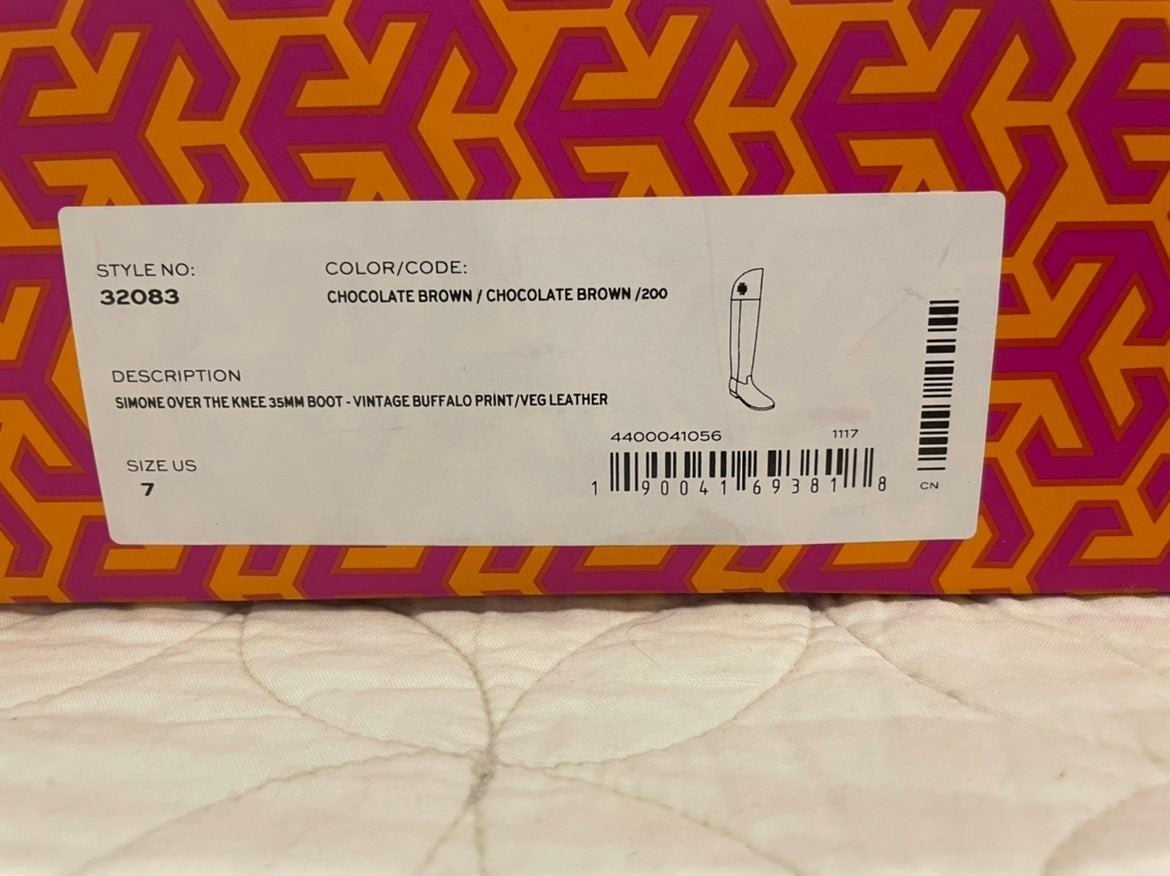 STYLE NO:
32083
COLOR/CODE:
CHOCOLATE BROWN / CHOCOLATE BROWN /200
DESCRIPTION
SIMONE OVER THE KNEE 35MM BOOT - VINTAGE BUFFALO PRINT/VEG LEATHER
SIZE US
7
4400041056 1117
1 90041 69381 8
CN